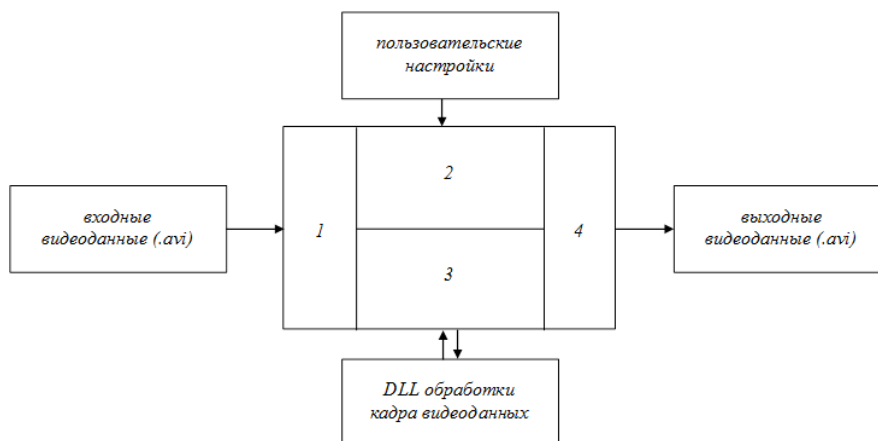 пользовательские
настройки
2
входные
видеоданные (.avi)
1
4
выходные
видеоданные (.avi)
3
DLL обработки
кадра видеоданных